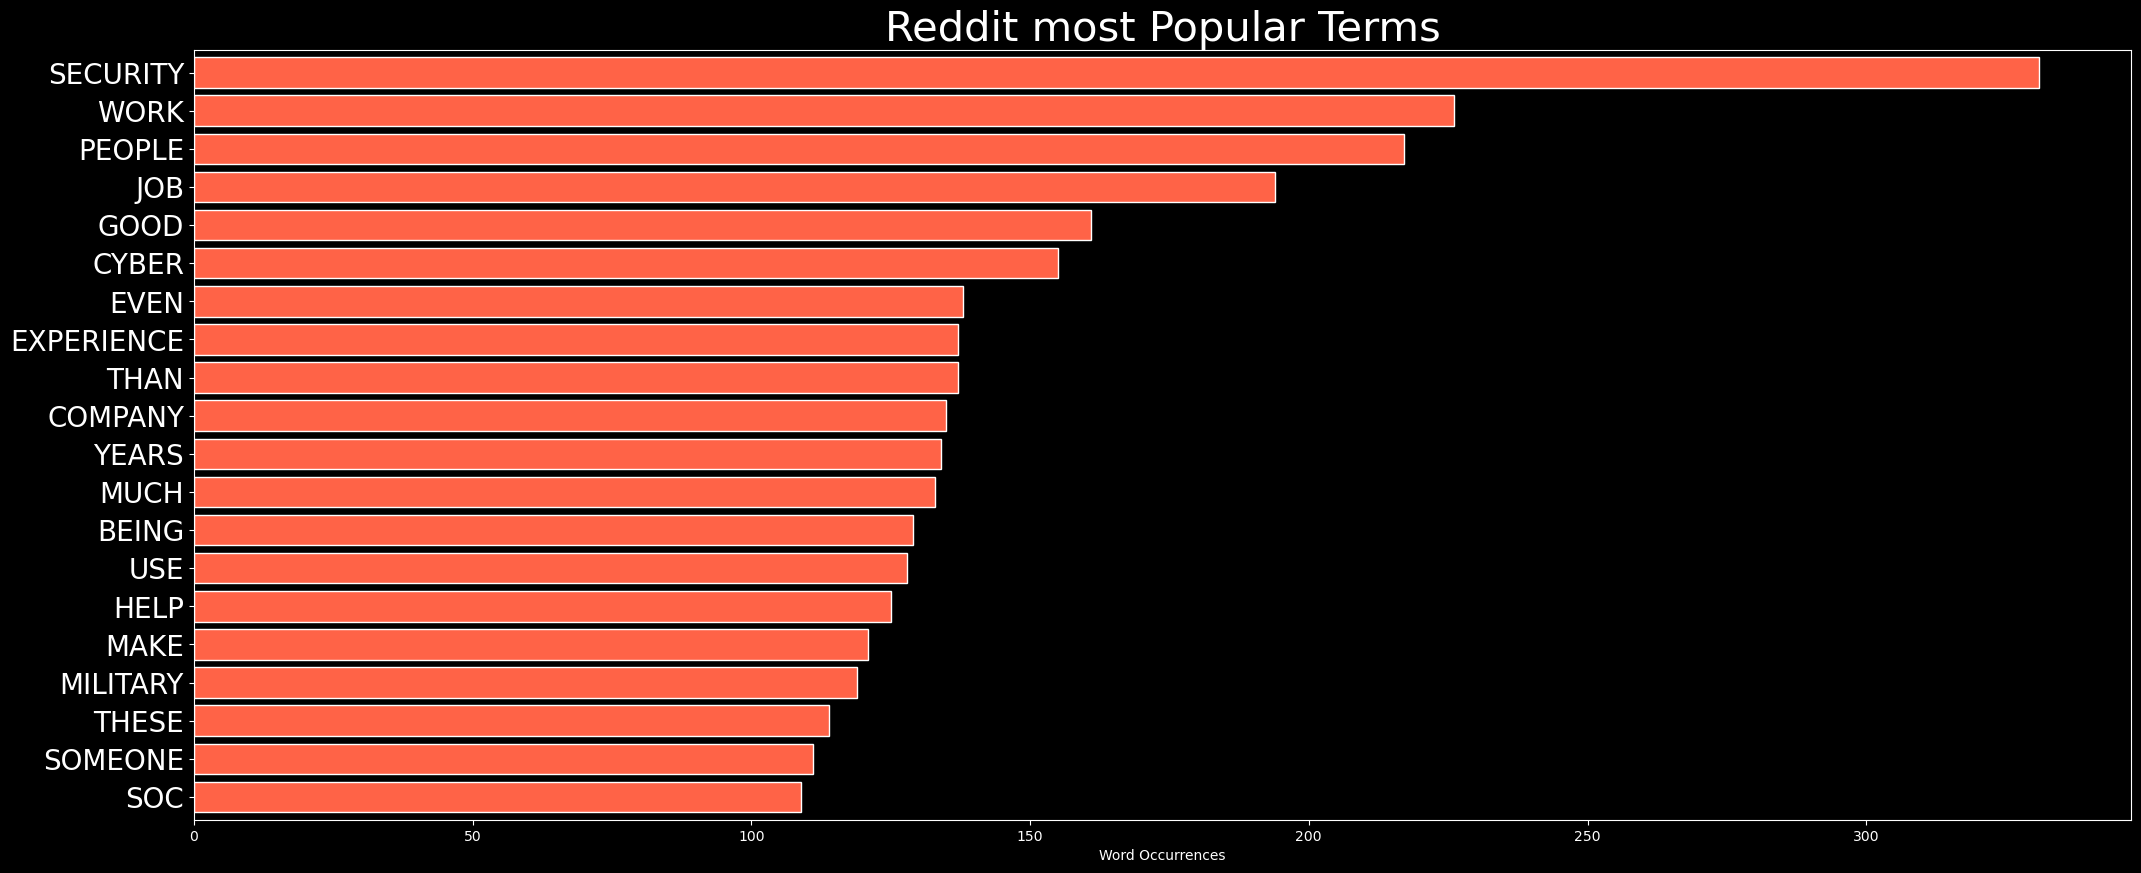 Reddit most Popular Terms
SECURITY
WORK
PEOPLE
JOB
GOOD
CYBER
EVEN
EXPERIENCE
THAN
COMPANY
YEARS
MUCH
BEING
USE
HELP
MAKE
MILITARY
THESE
SOMEONE
SOC
0 50 100 150 200 250 300
Word Occurrences